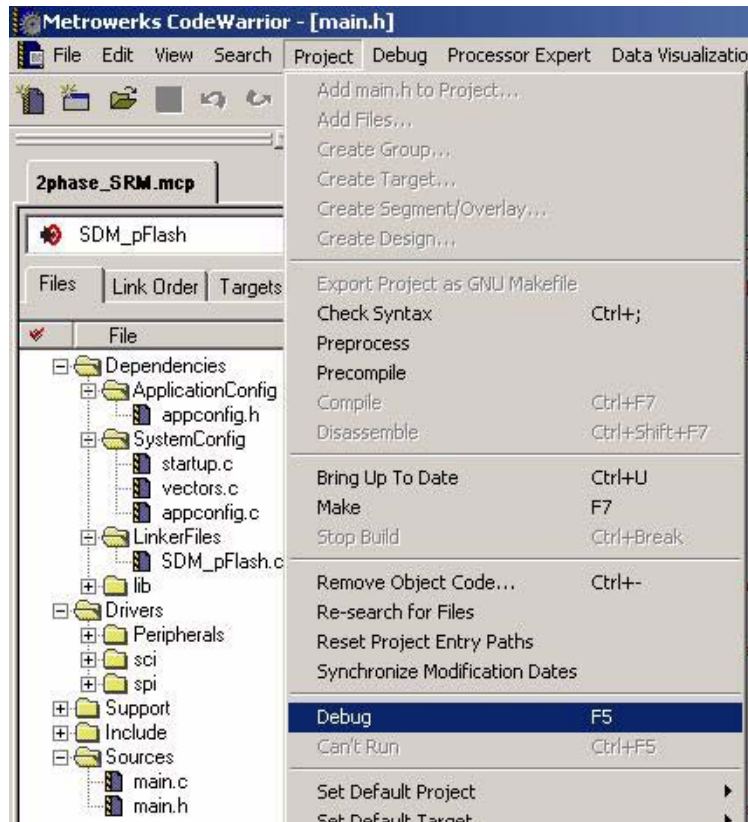 Metrowerks CodeWarrior - [main.h]
File Edit View Search Project Debug Processor Expert Data Visualizatio
2phase_SRM.mcp
SDM_pFlash
Files Link Order Targets
File
Dependencies
ApplicationConfig
appconfig.h
SystemConfig
startup.c
vectors.c
appconfig.c
LinkerFiles
SDM_pFlash.c
lib
Drivers
Peripherals
sci
spi
Support
Include
Sources
main.c
main.h
Add main.h to Project...
Add Files...
Create Group...
Create Target...
Create Segment/Overlay...
Create Design...
Export Project as GNU Makefile
Check Syntax Ctrl+;
Preprocess
Precompile
Compile Ctrl+F7
Disassemble Ctrl+Shift+F7
Bring Up To Date Ctrl+U
Make F7
Stop Build Ctrl+Break
Remove Object Code... Ctrl+-
Re-search for Files
Reset Project Entry Paths
Synchronize Modification Dates
Debug F5
Can't Run Ctrl+F5
Set Default Project
Set Default Target